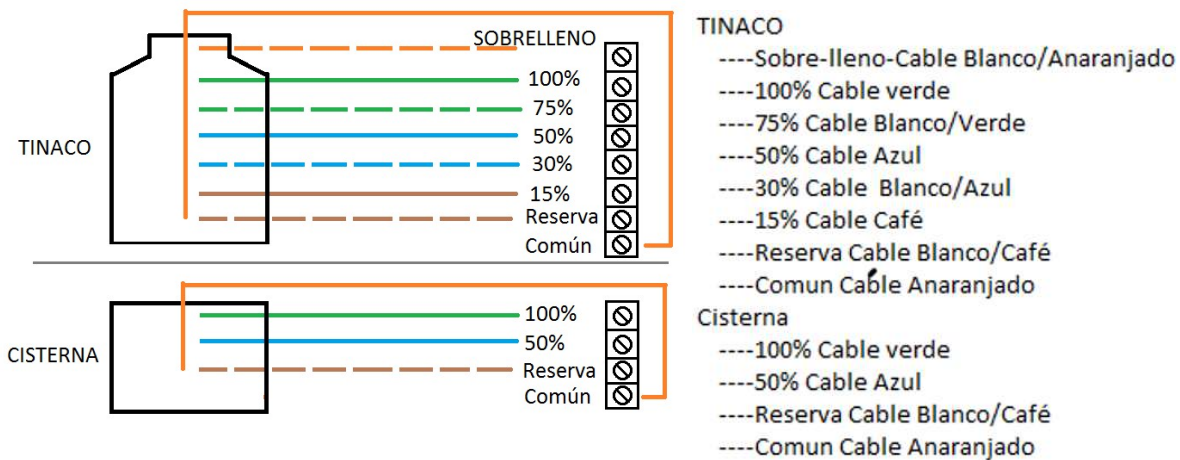 TINACO
SOBRELLENO
100%
75%
50%
30%
15%
Reserva
Común
CISTERNA
100%
50%
Reserva
Común
TINACO
----Sobre-lleno-Cable Blanco/Anaranjado
----100% Cable verde
----75% Cable Blanco/Verde
----50% Cable Azul
----30% Cable Blanco/Azul
----15% Cable Café
----Reserva Cable Blanco/Café
----Comun Cable Anaranjado
Cisterna
----100% Cable verde
----50% Cable Azul
----Reserva Cable Blanco/Café
----Comun Cable Anaranjado